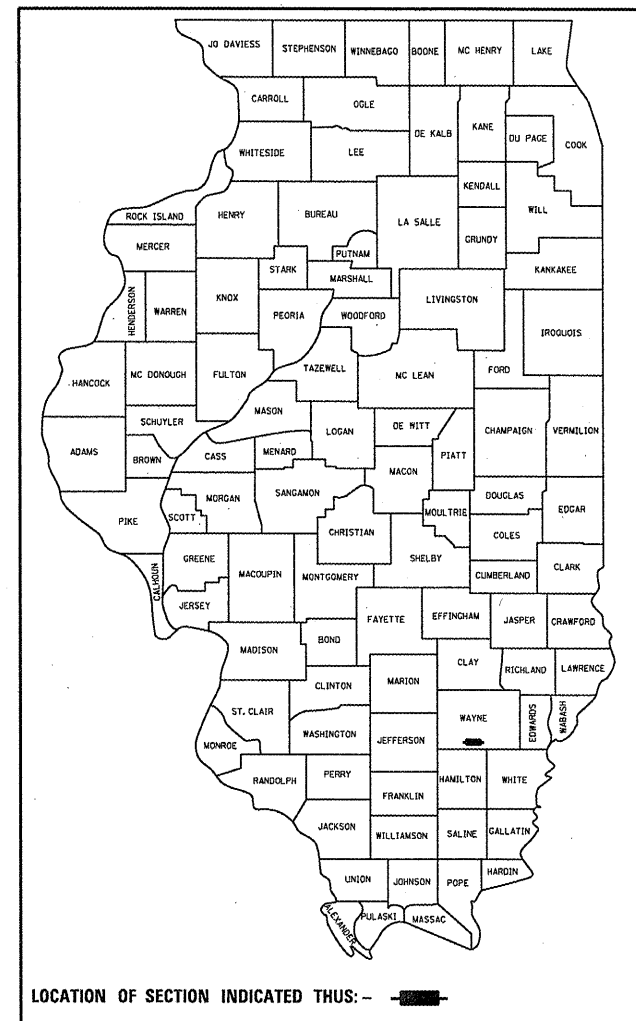 JO DAVIESS STEPHENSON WINNEBAGO BOONE MC HENRY LAKE
CARROLL OGLE DE KALB KANE DU PAGE COOK
WHITESIDE LEE
KENDALL WILL
ROCK ISLAND HENRY BUREAU LA SALLE GRUNDY
MERCER PUTNAM KANKAKEE
STARK MARSHALL
HENDERSON WARREN KNOX PEORIA WOODFORD LIVINGSTON IROQUOIS
HANCOCK MC DONOUGH FULTON TAZEWELL MC LEAN FORD
MASON
SCHUYLER LOGAN DE WITT CHAMPAIGN VERMILION
ADAMS BROWN CASS MENARD MACON PIATT
PIKE SCOTT MORGAN SANGAMON MOULTRIE DOUGLAS EDGAR
CHRISTIAN COLES
CALHOUN GREENE MACOUPIN MONTGOMERY SHELBY CUMBERLAND CLARK
JERSEY FAYETTE EFFINGHAM JASPER CRAWFORD
MADISON BOND
CLINTON MARION CLAY RICHLAND LAWRENCE
ST. CLAIR WAYNE EDWARDS WABASH
MONROE WASHINGTON JEFFERSON
RANDOLPH PERRY HAMILTON WHITE
FRANKLIN
JACKSON WILLIAMSON SALINE GALLATIN
UNION JOHNSON POPE HARDIN
ALEXANDER PULASKI MASSAC
LOCATION OF SECTION INDICATED THUS: -